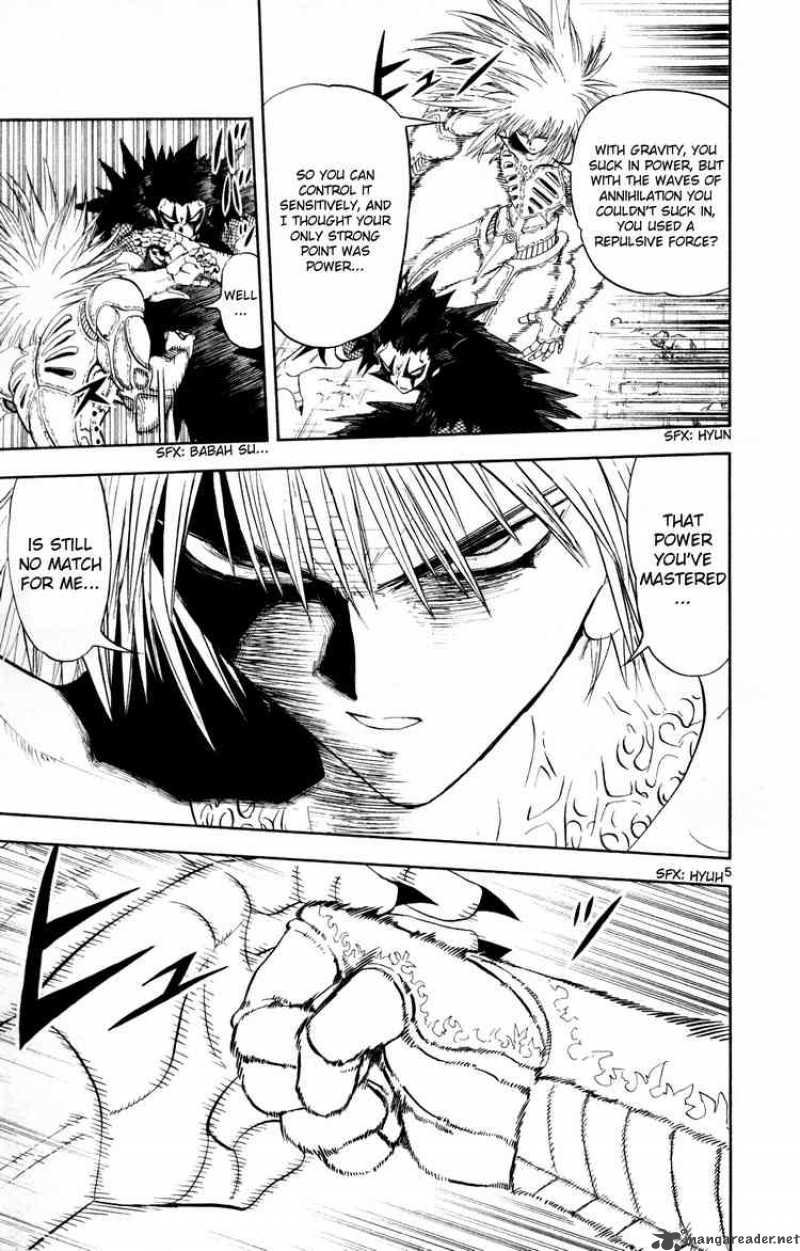 WITH GRAVITY, YOU
SUCK IN POWER, BUT
WITH THE WAVES OF
ANNIHILATION YOU
COULDN'T SUCK IN,
YOU USED A
REPULSIVE FORCE?
SO YOU CAN
CONTROL IT
SENSITIVELY, AND
I THOUGHT YOUR
ONLY STRONG
POINT WAS
POWER...
SFX: HYUN
WELL
...
SFX: BABAH SU...
THAT
POWER
YOU'VE
MASTERED
...
IS STILL
NO MATCH
FOR ME...
SFX: HYUH
5
ビュ
mangareader.net